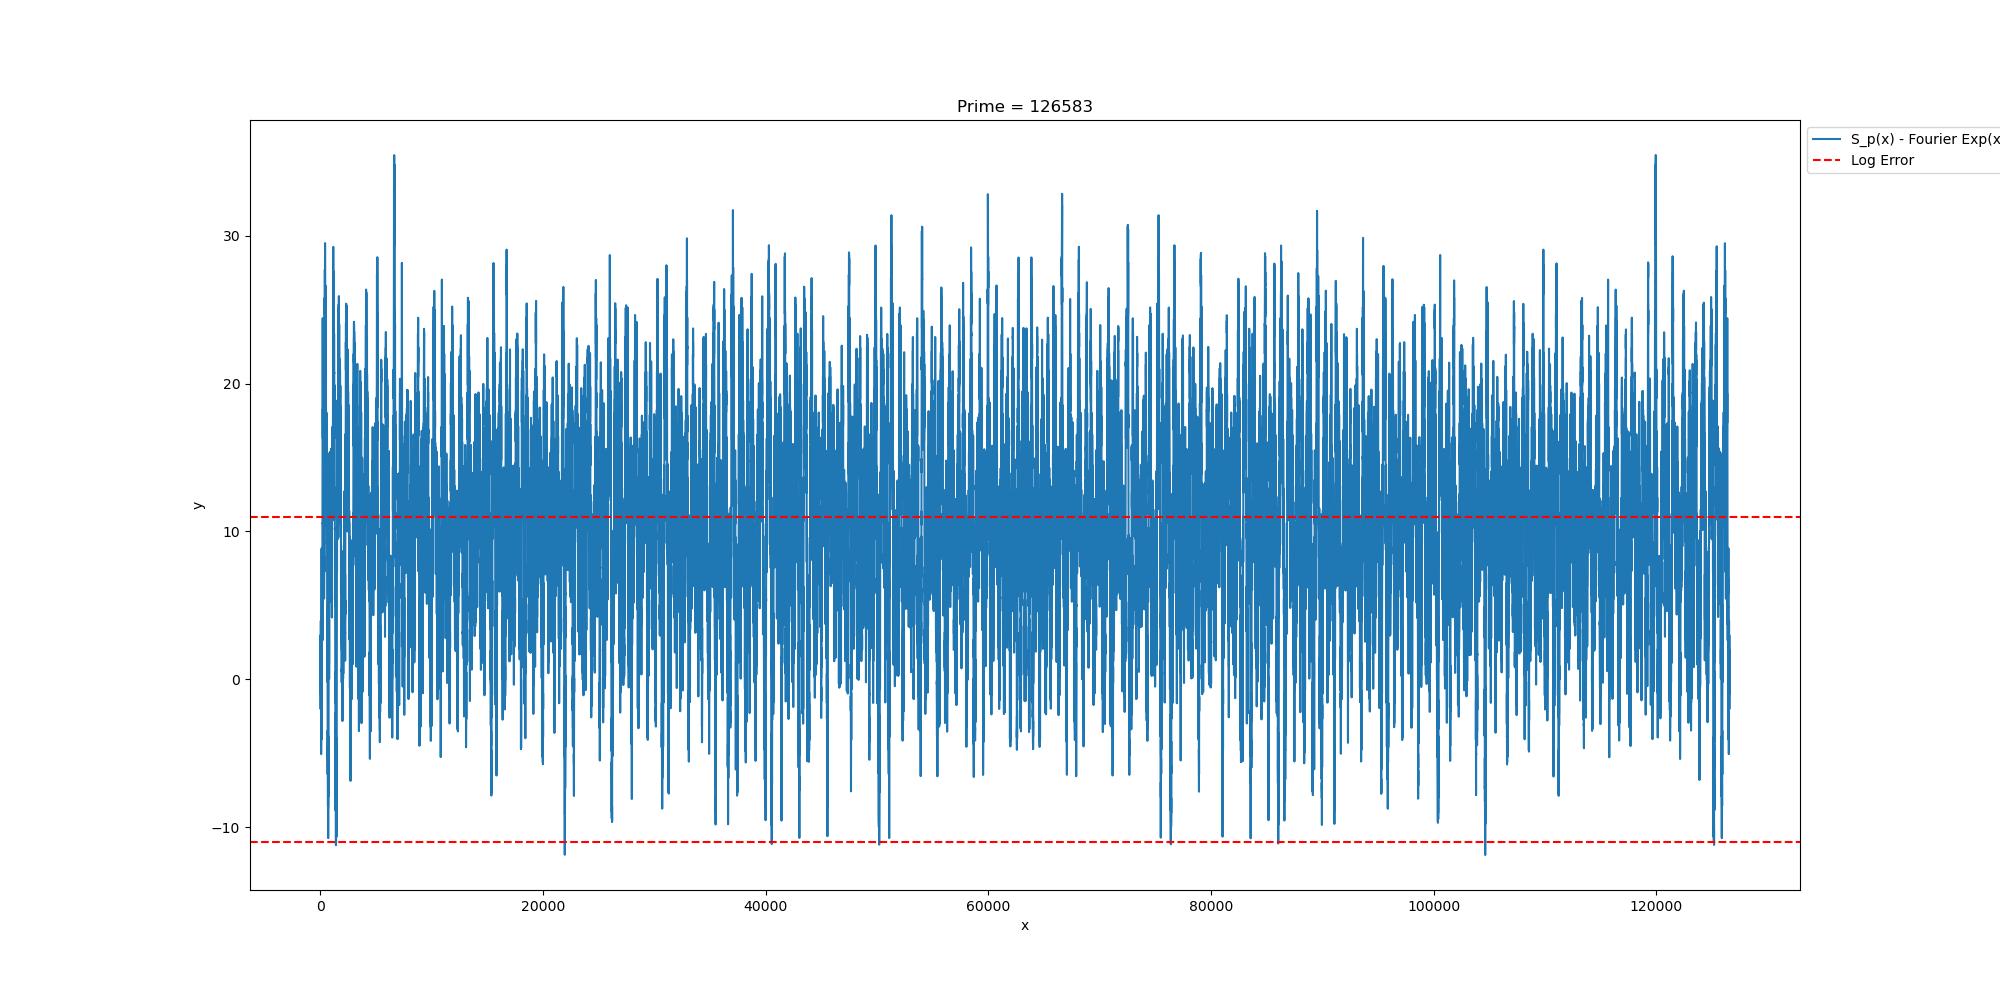 Prime = 126583
S_p(x) - Fourier Exp(x
Log Error
30
20
10
0
−10
y
0 20000 40000 60000 80000 100000 120000
x